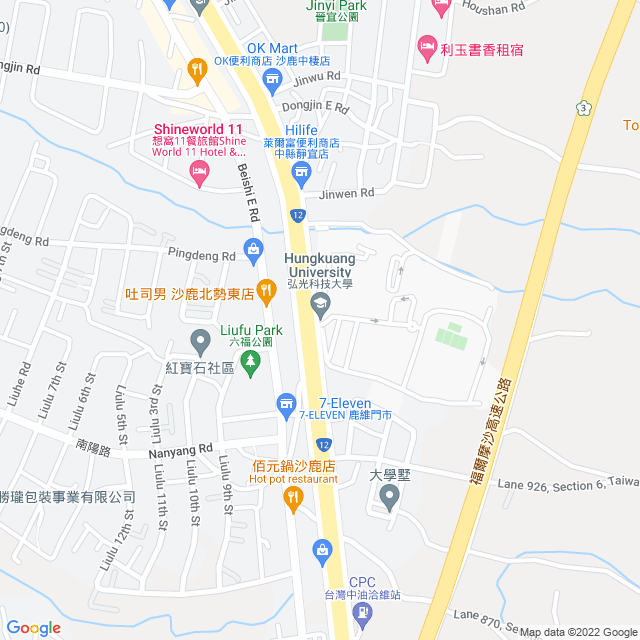 Jinyi Park
晉宜公園
Houshan Rd
OK Mart
OK便利商店 沙鹿中棲店
利玉書香租宿
Jinwu Rd
Dongjin E Rd
3
To
Shineworld 11
想窩11餐旅館Shine
World 11 Hotel &...
Hilife
萊爾富便利商店
中縣靜宜店
Beishi E Rd
Jinwen Rd
12
Pingdeng Rd
Hungkuang
University
弘光科技大學
吐司男 沙鹿北勢東店
Liufu Park
六福公園
紅寶石社區
Liuhe Rd
Liulu 7th St
Liulu 6th St
Liulu 5th St
Liulu 3rd St
7-Eleven
7-ELEVEN 鹿維門市
福爾摩沙高速公路
南陽路
Nanyang Rd
12
佰元鍋沙鹿店
Hot pot restaurant
大學墅
Lane 926, Section 6, Taiwa
勝瓏包裝事業有限公司
Liulu 12th St
Liulu 11th St
Liulu 10th St
Liulu 9th St
CPC
台灣中油洽維站
Lane 870, Se
Google
Map data ©2022 Google